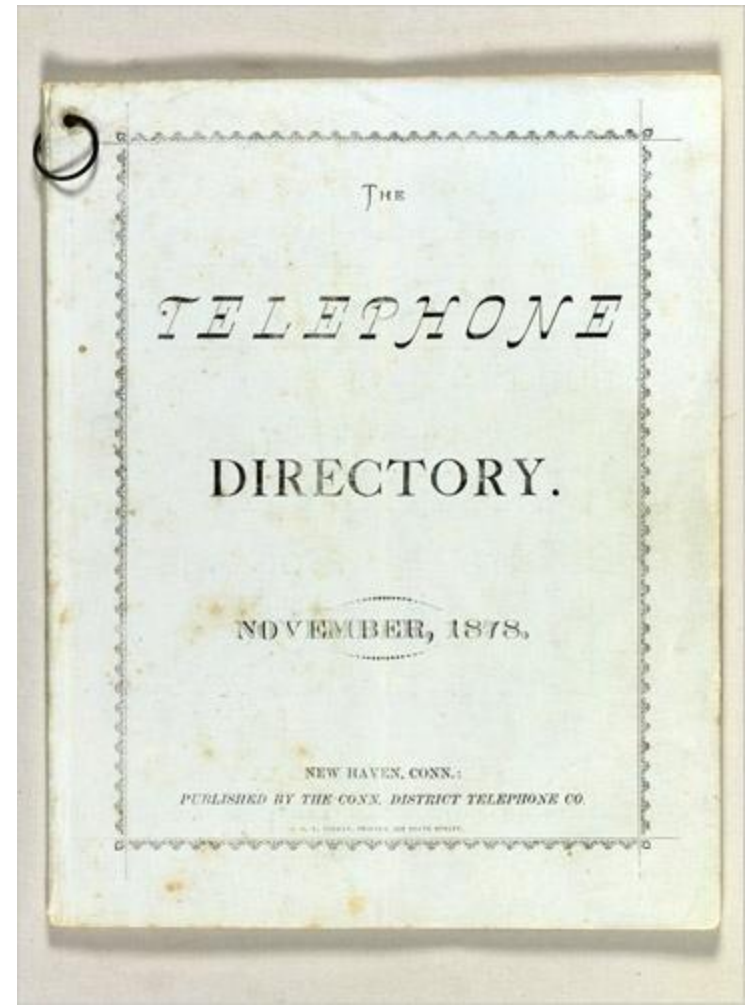 THE
TELEPHONE
DIRECTORY.
NOVEMBER, 1878.
NEW HAVEN, CONN.:
PUBLISHED BY THE CONN. DISTRICT TELEPHONE CO.